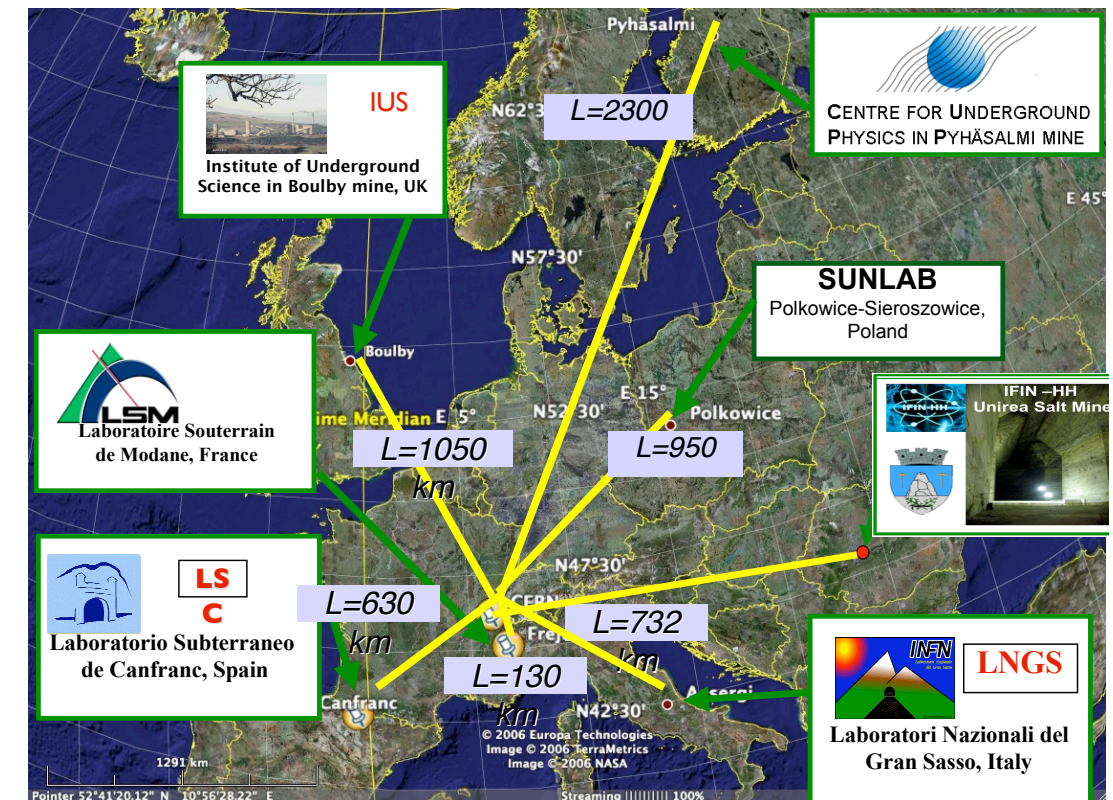 Pyhäsalmi
CENTRE FOR UNDERGROUND
PHYSICS IN PYHÄSALMI MINE
IUS
Institute of Underground
Science in Boulby mine, UK
N62°3
L=2300
E 45°
N57°30'
SUNLAB
Polkowice-Sieroszowice,
Poland
Boulby
LSM
Laboratoire Souterrain
de Modane, France
ime Meridian
E 5°
N52°30'
E 15°
Polkowice
IFIN-HH
IFIN –HH
Unirea Salt Mine
L=1050
km
L=950
LS
C
Laboratorio Subterraneo
de Canfranc, Spain
N47°30'
CERN
L=630
km
Frej
L=732
km
L=130
km
Canfranc
N42°30'
INFN
LNGS
Laboratori Nazionali del
Gran Sasso, Italy
© 2006 Europa Technologies
Image © 2006 TerraMetrics
Image © 2006 NASA
1291 km
Pointer 52°41'20.12" N 10°56'28.22" E
Streaming |||||||||| 100%